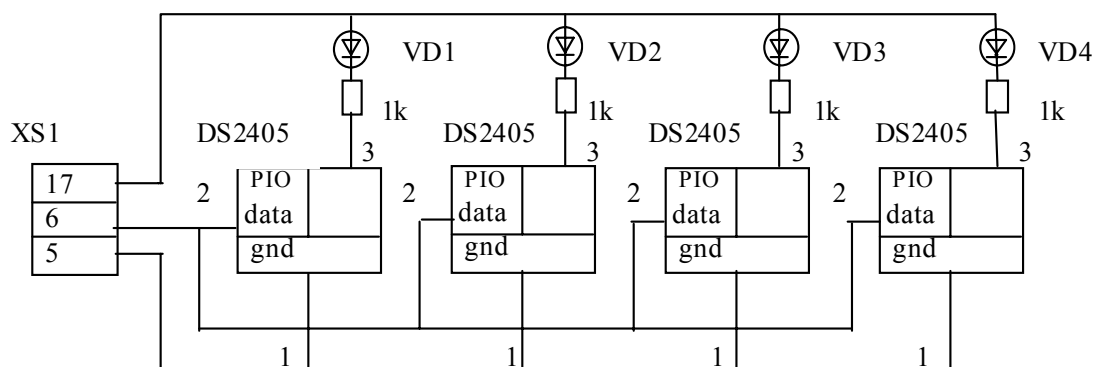 VD1 VD2 VD3 VD4
1k 1k 1k 1k
XS1 DS2405 DS2405 DS2405 DS2405
3 3 3 3
17 2 PIO 2 PIO 2 PIO 2 PIO
6 data data data data
5 gnd gnd gnd gnd
1 1 1 1